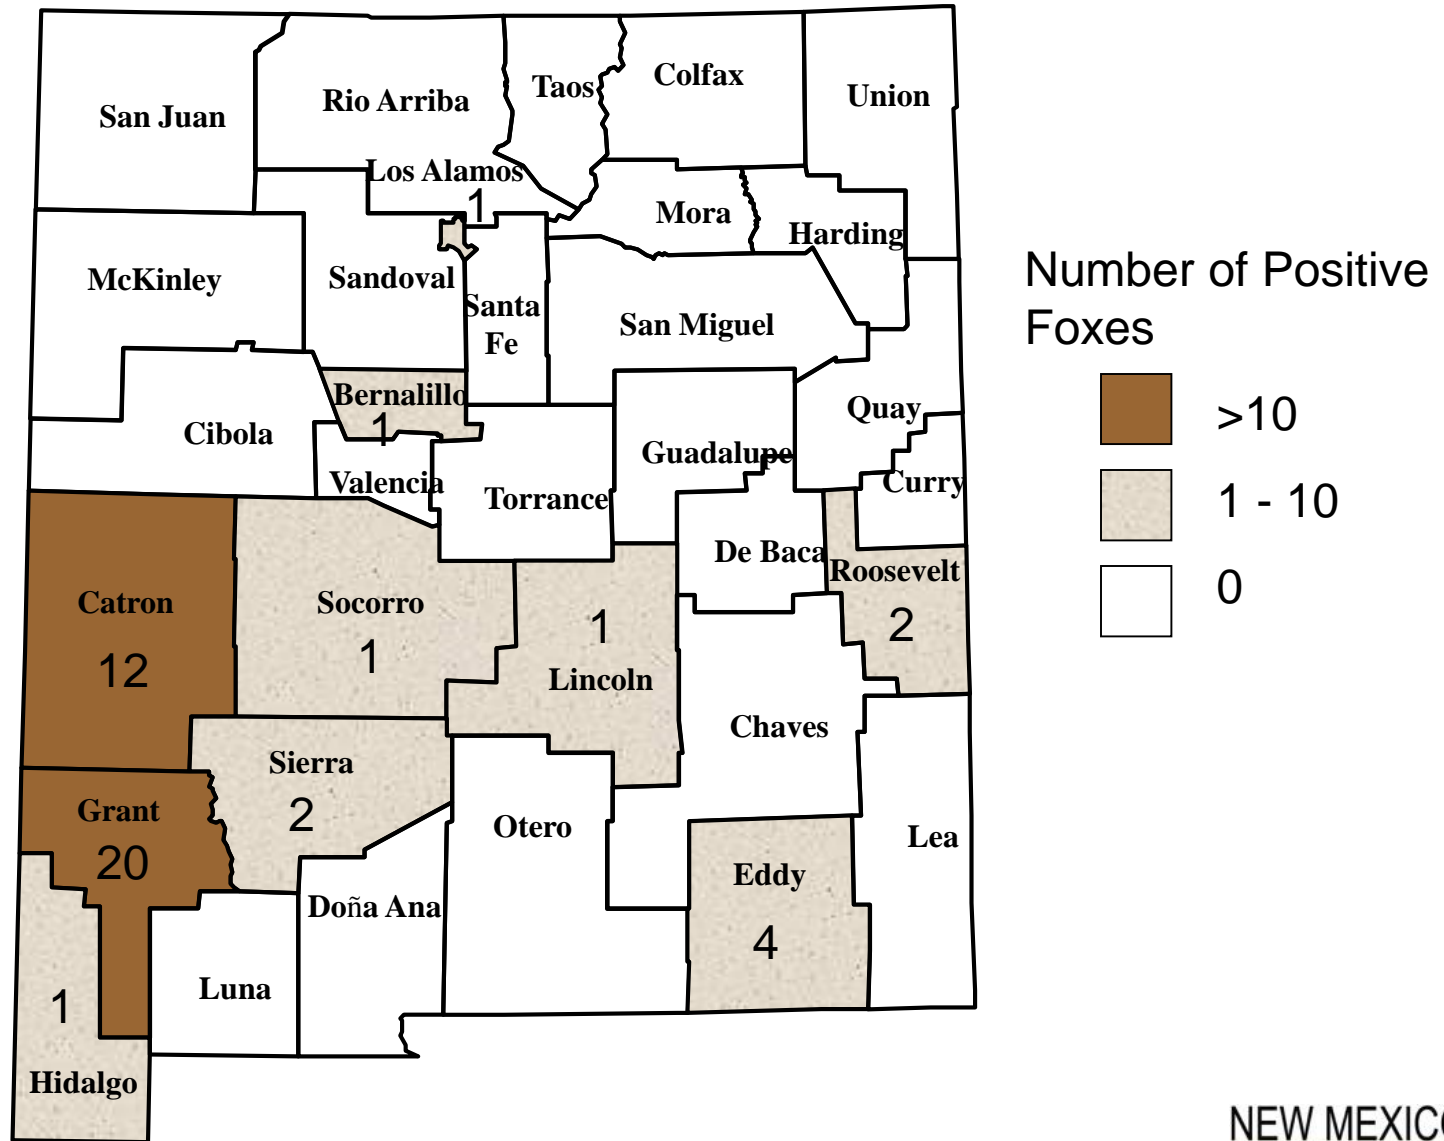 San Juan
Rio Arriba
Taos
Colfax
Union
Los Alamos
1
Mora
Harding
McKinley
Sandoval
Santa
Fe
San Miguel
Bernalillo
1
Cibola
Valencia
Torrance
Guadalupe
Quay
Curry
De Baca
Roosevelt
2
Catron
12
Socorro
1
1
Lincoln
Chaves
Sierra
2
Grant
20
Otero
Lea
Eddy
4
Doña Ana
Luna
1
Hidalgo
Number of Positive
Foxes
>10
1 - 10
0
NEW MEXICO